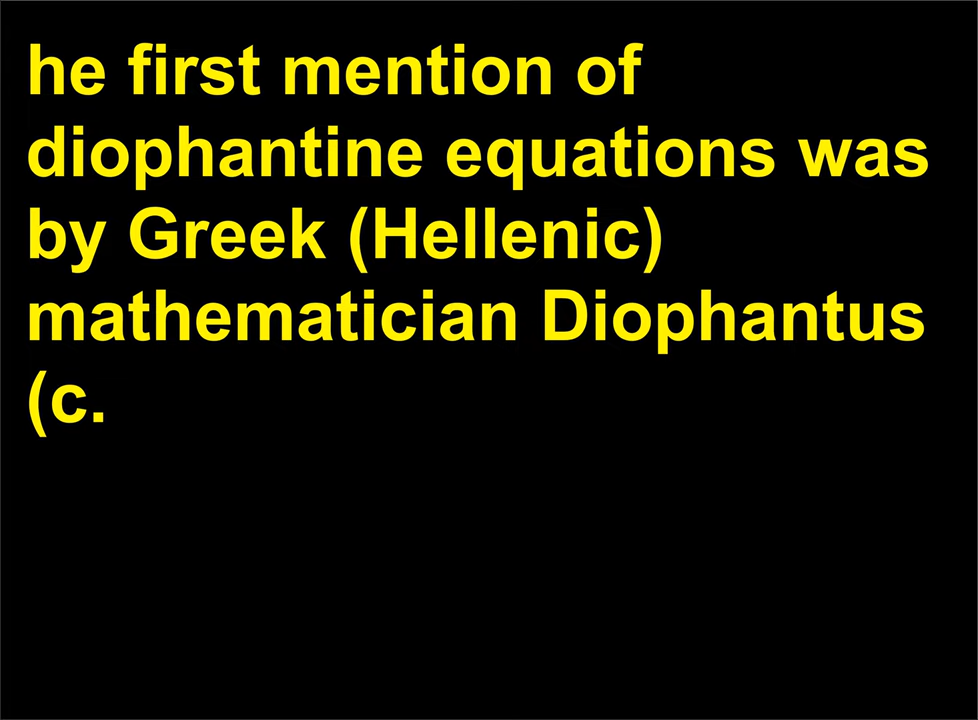 he first mention of
diophantine equations was
by Greek (Hellenic)
mathematician Diophantus
(c.